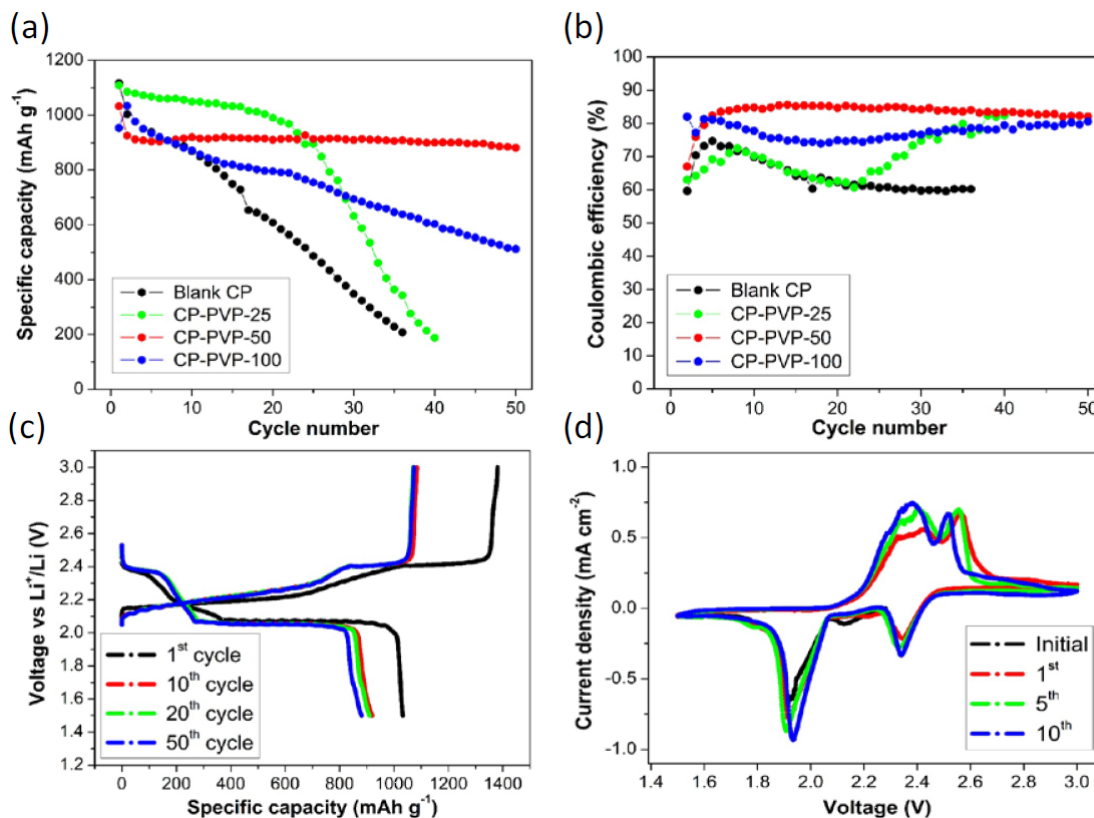 (a)
1200
1000
800
600
400
200
0
Specific capacity (mAh g⁻¹)
Blank CP
CP-PVP-25
CP-PVP-50
CP-PVP-100
0 10 20 30 40 50
Cycle number
(b)
100
90
80
70
60
50
40
30
20
10
0
Coulombic efficiency (%)
Blank CP
CP-PVP-25
CP-PVP-50
CP-PVP-100
0 10 20 30 40 50
Cycle number
(c)
3.0
2.8
2.6
2.4
2.2
2.0
1.8
1.6
1.4
1.2
Voltage vs Li⁺/Li (V)
1ˢᵗ cycle
10ᵗʰ cycle
20ᵗʰ cycle
50ᵗʰ cycle
0 200 400 600 800 1000 1200 1400
Specific capacity (mAh g⁻¹)
(d)
1.0
0.5
0.0
-0.5
-1.0
Current density (mA cm⁻²)
Initial
1ˢᵗ
5ᵗʰ
10ᵗʰ
1.4 1.6 1.8 2.0 2.2 2.4 2.6 2.8 3.0
Voltage (V)